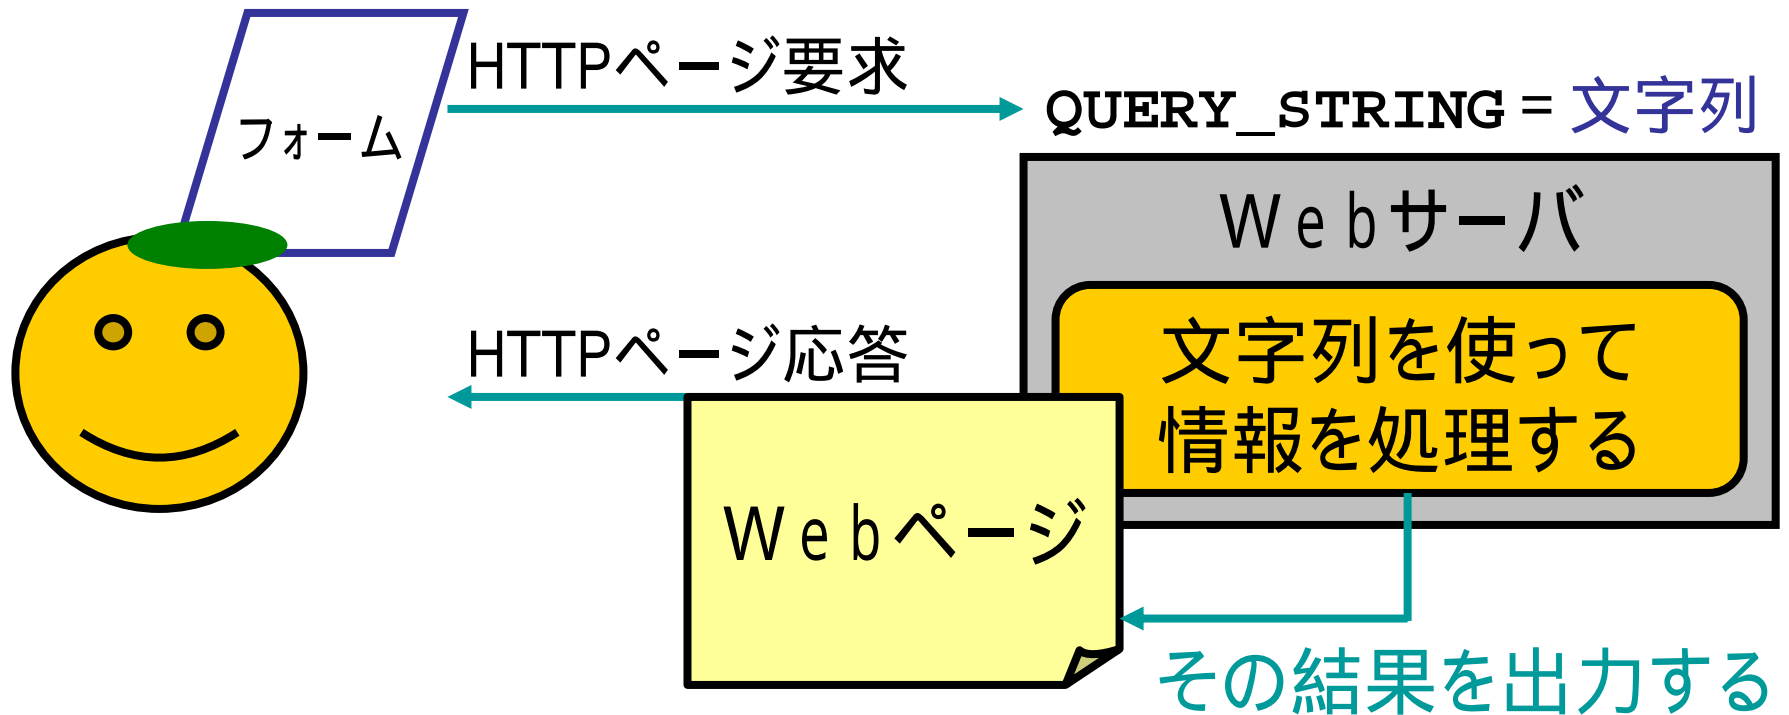 HTTPページ要求
フォーム
QUERY_STRING = 文字列
Ｗｅｂサーバ
文字列を使って
情報を処理する
HTTPページ応答
Ｗｅｂページ
その結果を出力する